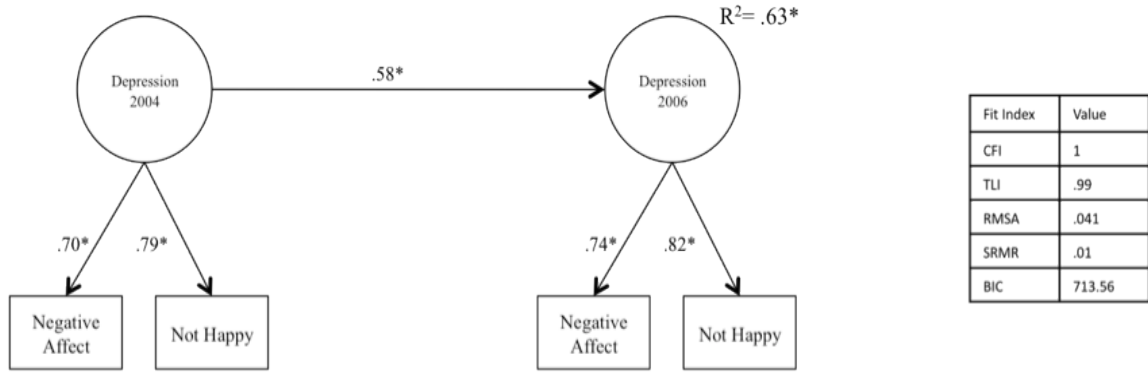 R²= .63*
Depression
2004
.58*
Depression
2006
.70*
.79*
.74*
.82*
Negative
Affect
Not Happy
Negative
Affect
Not Happy
Fit Index Value
CFI 1
TLI .99
RMSA .041
SRMR .01
BIC 713.56